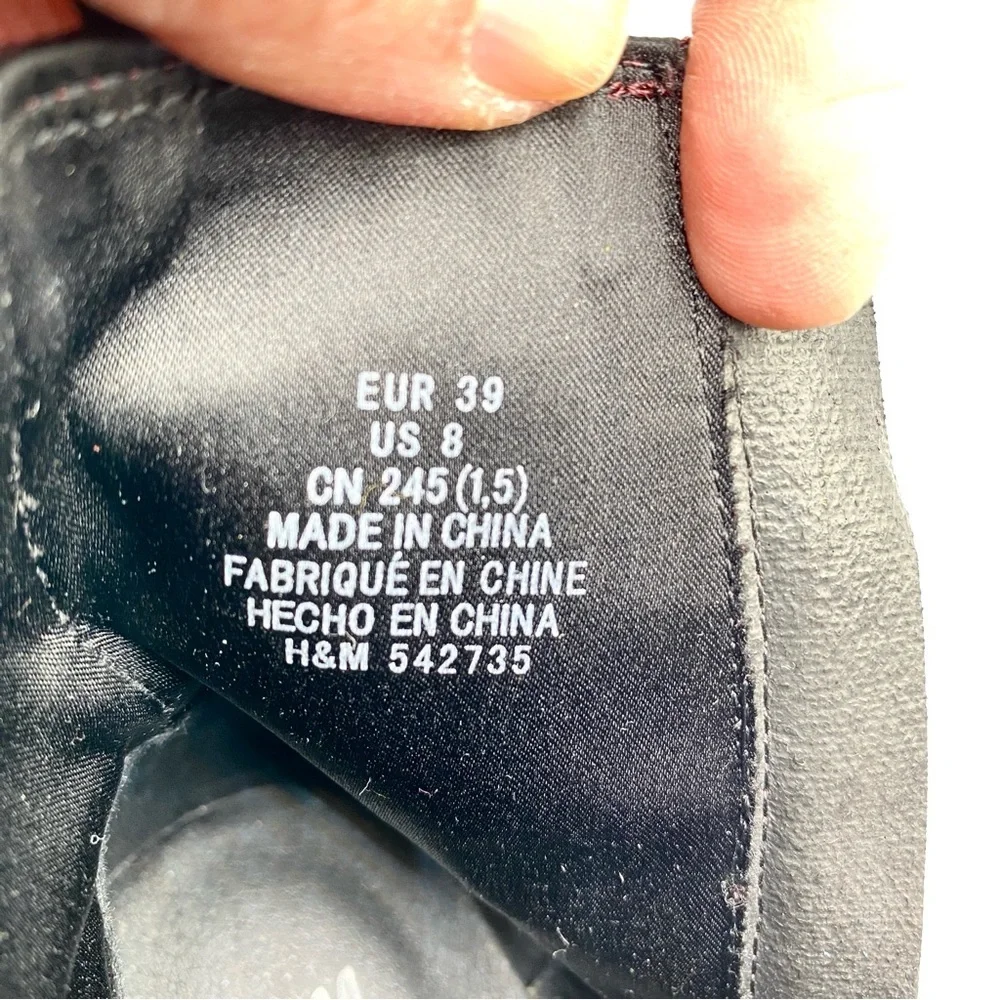 EUR 39
US 8
CN 245 (1,5)
MADE IN CHINA
FABRIQUÉ EN CHINE
HECHO EN CHINA
H&M 542735